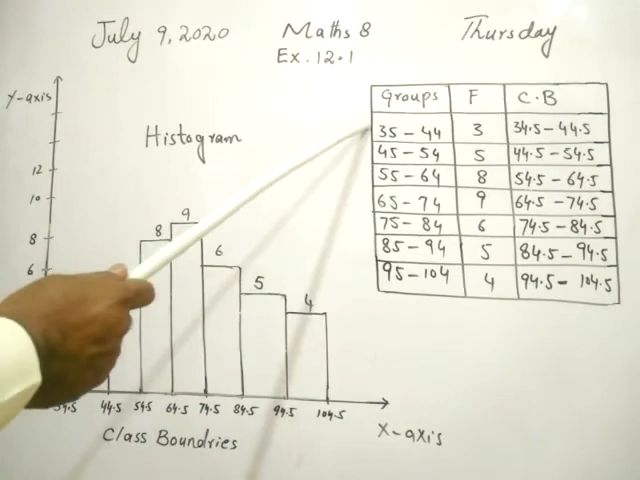 July 9, 2020
Maths 8
Thursday
Ex. 12.1
Y-axis
Histogram
12
10
8
6
8
9
6
5
4
34.5 44.5 54.5 64.5 74.5 84.5 94.5 104.5
Class Boundries
X-axis
Groups F C.B
35-44 3 34.5-44.5
45-54 5 44.5-54.5
55-64 8 54.5-64.5
65-74 9 64.5-74.5
75-84 6 74.5-84.5
85-94 5 84.5-94.5
95-104 4 94.5-104.5